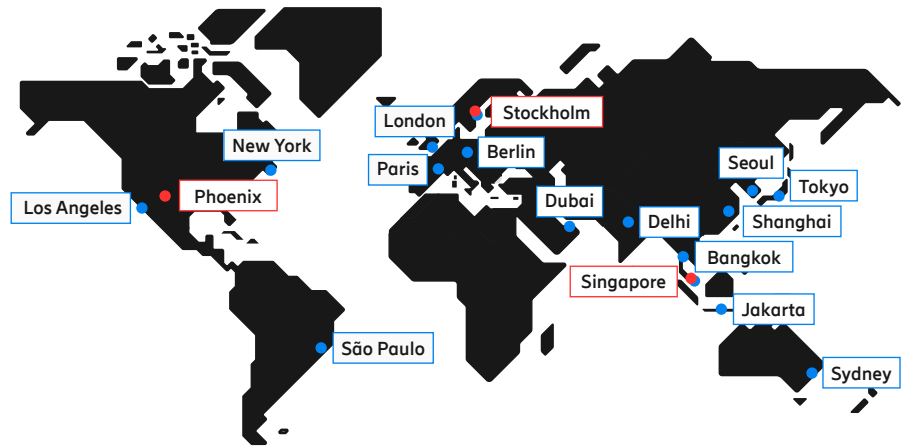 London
Stockholm
New York
Berlin
Paris
Seoul
Tokyo
Phoenix
Los Angeles
Dubai
Delhi
Shanghai
Bangkok
Singapore
Jakarta
São Paulo
Sydney